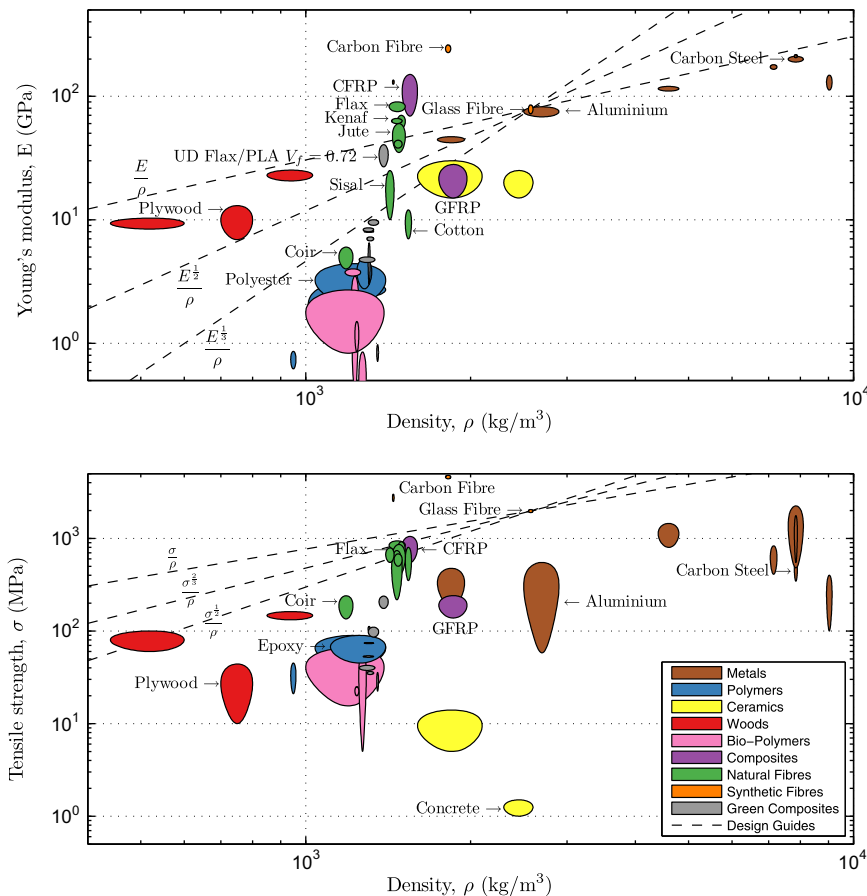 Carbon Fibre
Carbon Steel
CFRP
Flax
Glass Fibre
Aluminium
Kenaf
Jute
UD Flax/PLA V_f = 0.72
E/ρ
Sisal
Plywood
GFRP
Cotton
Coir
E^{1/2}/ρ
Polyester
E^{1/3}/ρ
10^2
10^1
10^0
Young's modulus, E (GPa)
10^3
10^4
Density, ρ (kg/m^3)
Carbon Fibre
Glass Fibre
Flax
CFRP
σ/ρ
Carbon Steel
σ^{2/3}/ρ
Coir
Aluminium
σ^{1/2}/ρ
GFRP
Epoxy
Plywood
Concrete
10^3
10^2
10^1
10^0
Tensile strength, σ (MPa)
Metals
Polymers
Ceramics
Woods
Bio-Polymers
Composites
Natural Fibres
Synthetic Fibres
Green Composites
Design Guides
10^3
10^4
Density, ρ (kg/m^3)